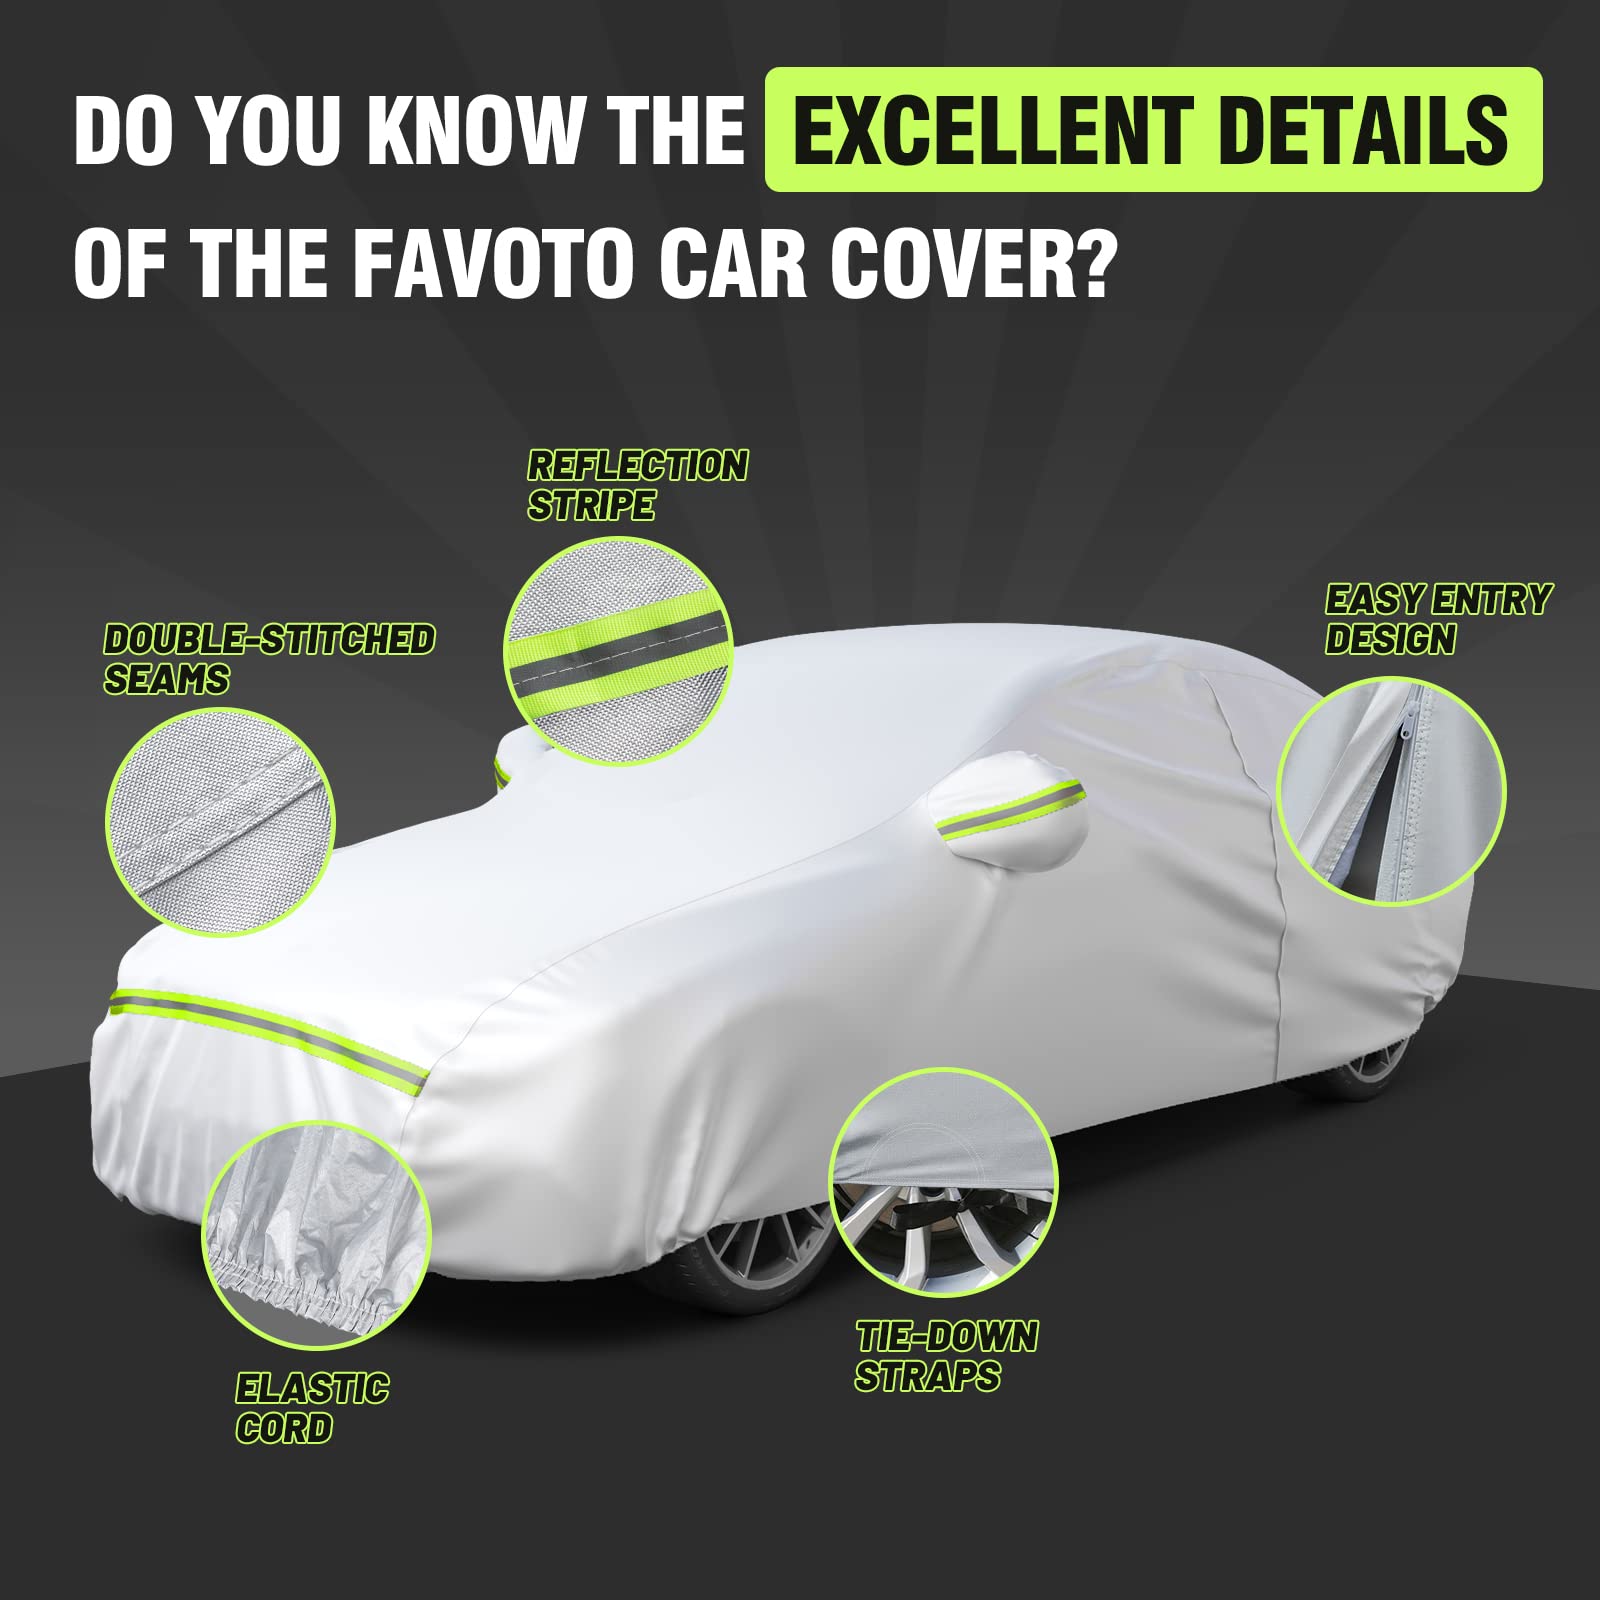 DO YOU KNOW THE EXCELLENT DETAILS
OF THE FAVOTO CAR COVER?
REFLECTION
STRIPE
DOUBLE-STITCHED
SEAMS
EASY ENTRY
DESIGN
TIE-DOWN
STRAPS
ELASTIC
CORD